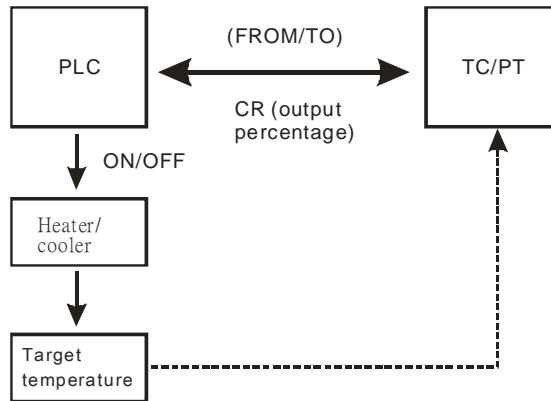 (FROM/TO)
PLC
TC/PT
CR (output
percentage)
ON/OFF
Heater/
cooler
Target
temperature